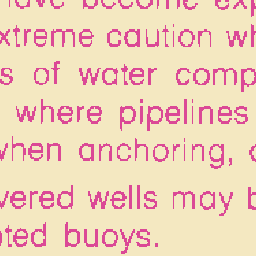 have become exp
xtreme caution wh
s of water comp
where pipelines
when anchoring,
vered wells may b
ted buoys.